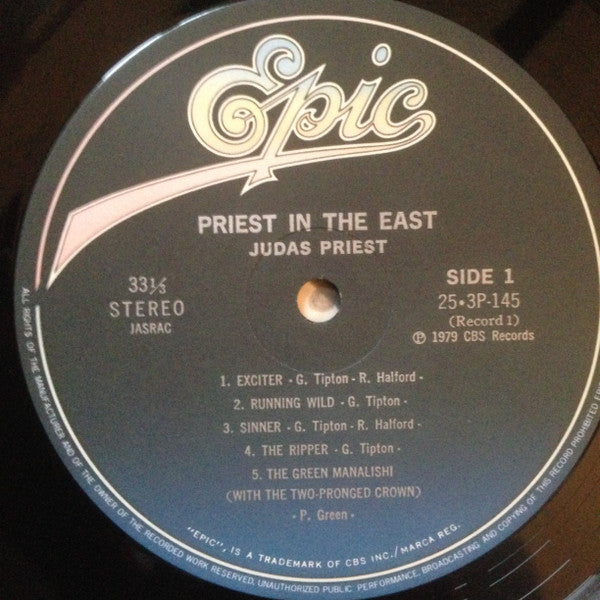 Epic
PRIEST IN THE EAST
JUDAS PRIEST
33⅓
STEREO
JASRAC
SIDE 1
25•3P-145
(Record 1)
Ⓟ 1979 CBS Records
1. EXCITER - G. Tipton - R. Halford -
2. RUNNING WILD - G. Tipton -
3. SINNER - G. Tipton - R. Halford -
4. THE RIPPER - G. Tipton -
5. THE GREEN MANALISHI
(WITH THE TWO-PRONGED CROWN)
- P. Green -
"EPIC", IS A TRADEMARK OF CBS INC./MARCA REG.
ALL RIGHTS OF THE MANUFACTURER AND OF THE OWNER OF THE RECORDED WORK RESERVED, UNAUTHORIZED PUBLIC PERFORMANCE, BROADCASTING AND COPYING OF THIS RECORD PROHIBITED